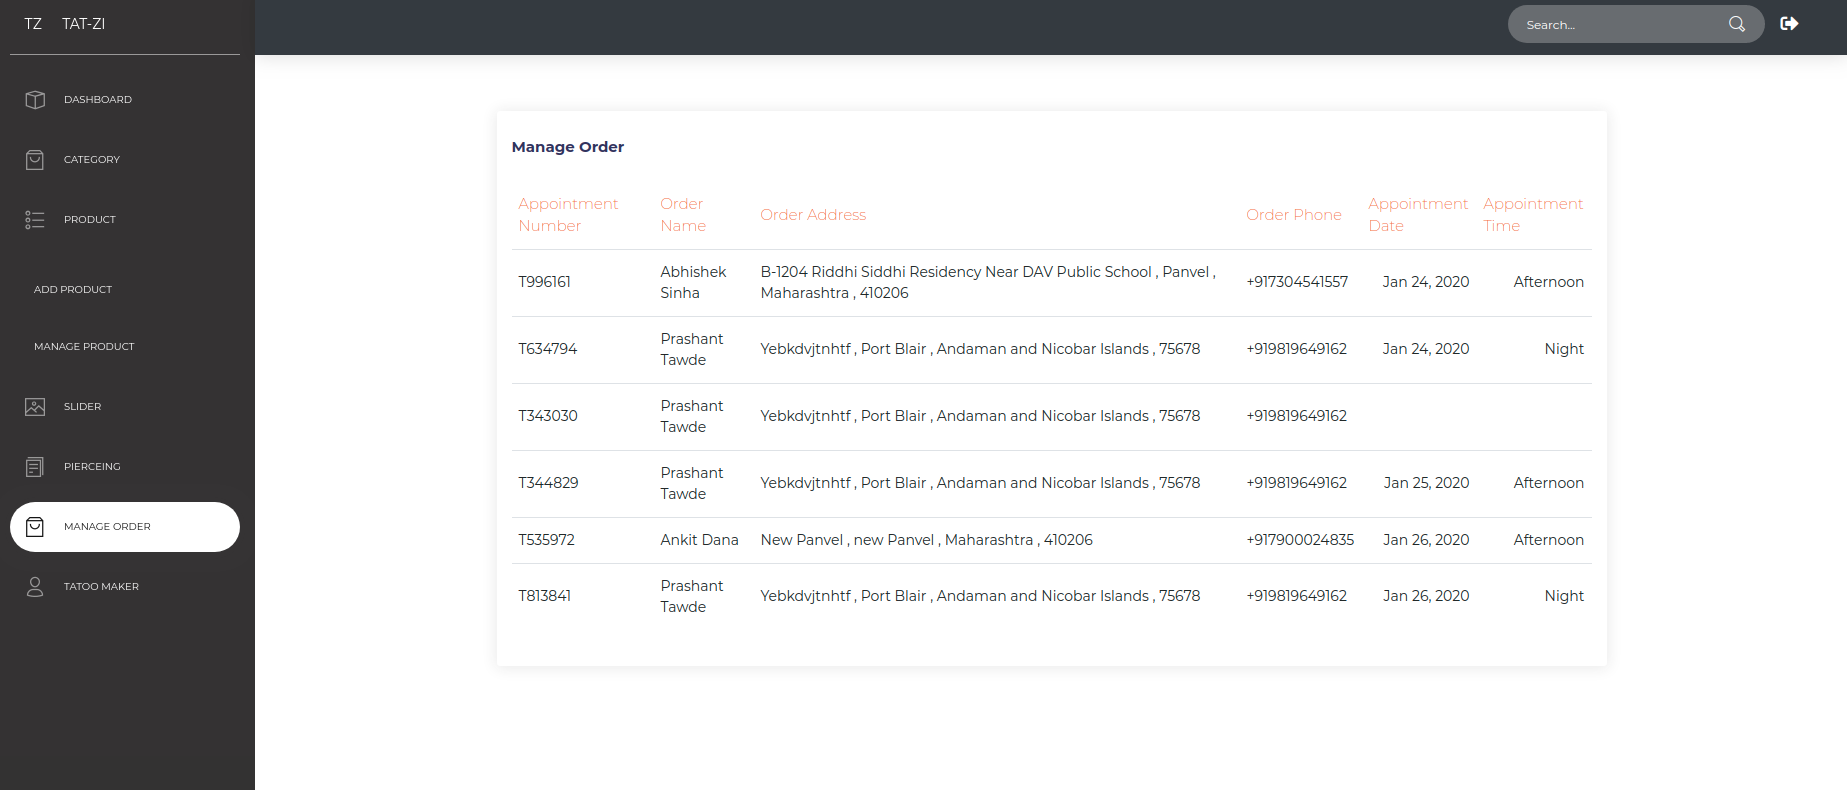 TZ TAT-ZI
Search...
DASHBOARD
CATEGORY
PRODUCT
ADD PRODUCT
MANAGE PRODUCT
SLIDER
PIERCEING
MANAGE ORDER
TATOO MAKER
Manage Order
Appointment Number Order Name Order Address Order Phone Appointment Date Appointment Time
T996161 Abhishek Sinha B-1204 Riddhi Siddhi Residency Near DAV Public School , Panvel , Maharashtra , 410206 +917304541557 Jan 24, 2020 Afternoon
T634794 Prashant Tawde Yebkdvjtnhtf , Port Blair , Andaman and Nicobar Islands , 75678 +919819649162 Jan 24, 2020 Night
T343030 Prashant Tawde Yebkdvjtnhtf , Port Blair , Andaman and Nicobar Islands , 75678 +919819649162
T344829 Prashant Tawde Yebkdvjtnhtf , Port Blair , Andaman and Nicobar Islands , 75678 +919819649162 Jan 25, 2020 Afternoon
T535972 Ankit Dana New Panvel , new Panvel , Maharashtra , 410206 +917900024835 Jan 26, 2020 Afternoon
T813841 Prashant Tawde Yebkdvjtnhtf , Port Blair , Andaman and Nicobar Islands , 75678 +919819649162 Jan 26, 2020 Night